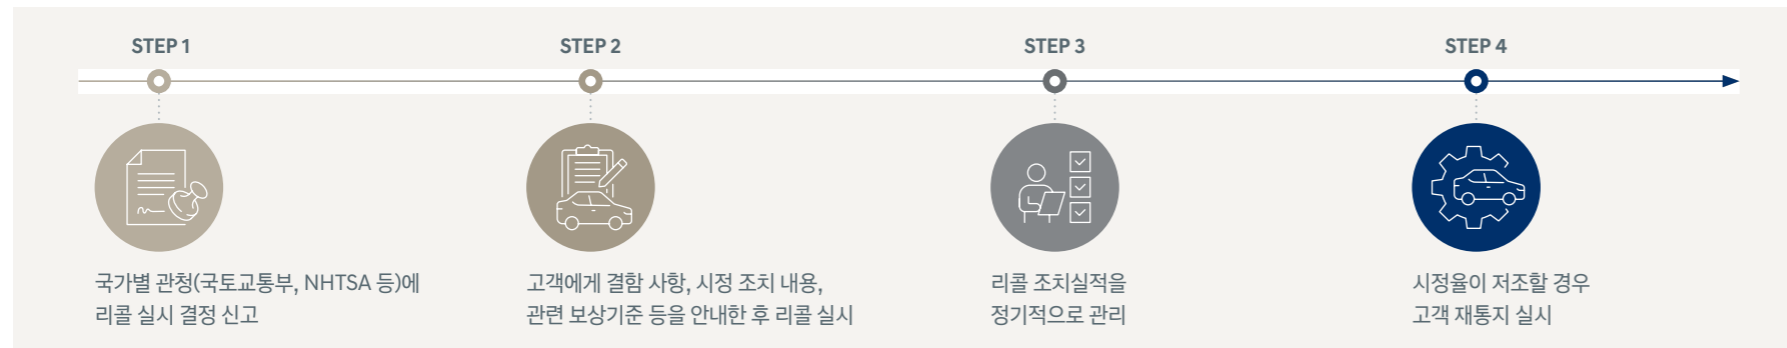 STEP 1
국가별 관청(국토교통부, NHTSA 등)에
리콜 실시 결정 신고
STEP 2
고객에게 결함 사항, 시정 조치 내용,
관련 보상기준 등을 안내한 후 리콜 실시
STEP 3
리콜 조치실적을
정기적으로 관리
STEP 4
시정율이 저조할 경우
고객 재통지 실시